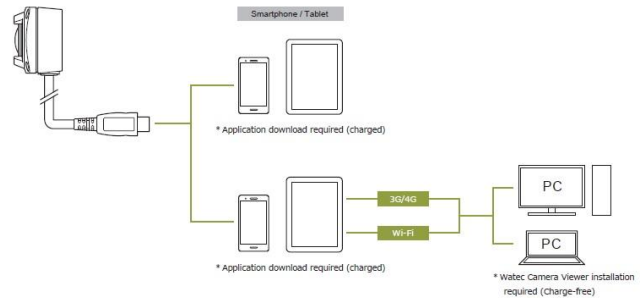 Smartphone / Tablet
* Application download required (charged)
3G/4G
Wi-Fi
PC
PC
* Application download required (charged)
* Watec Camera Viewer installation
required (Charge-free)